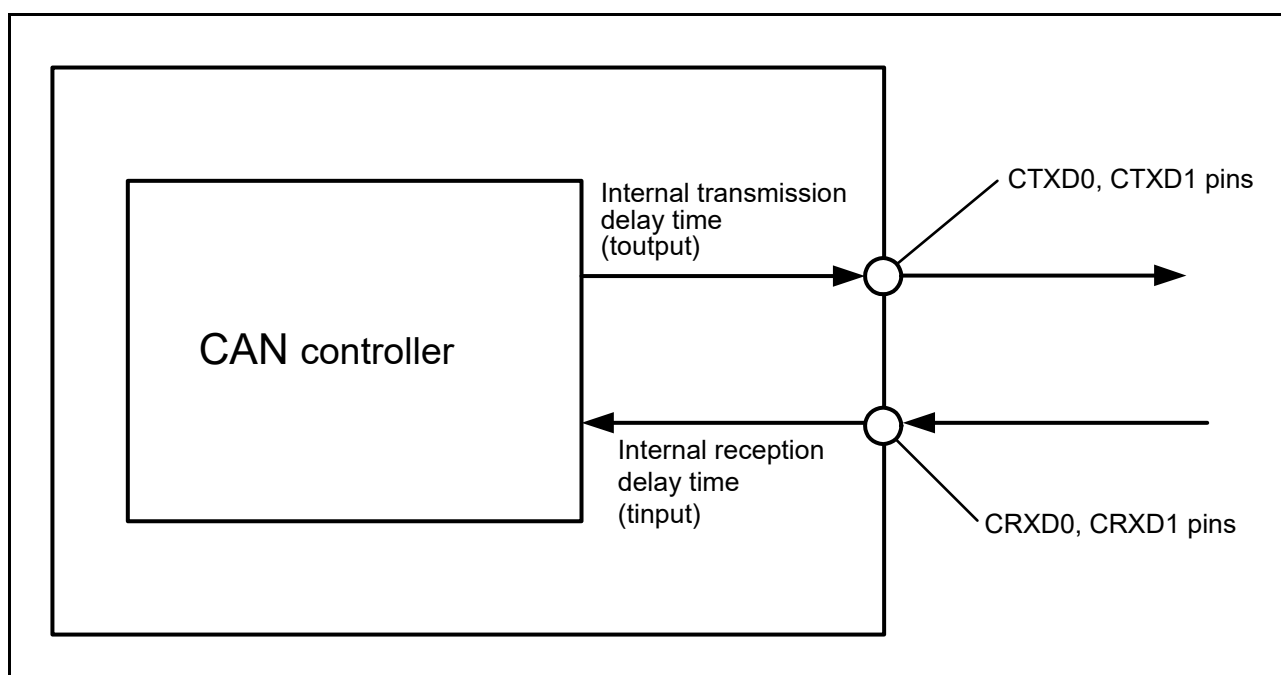 Internal transmission
delay time
(toutput)
CTXD0, CTXD1 pins
CAN controller
Internal reception
delay time
(tinput)
CRXD0, CRXD1 pins